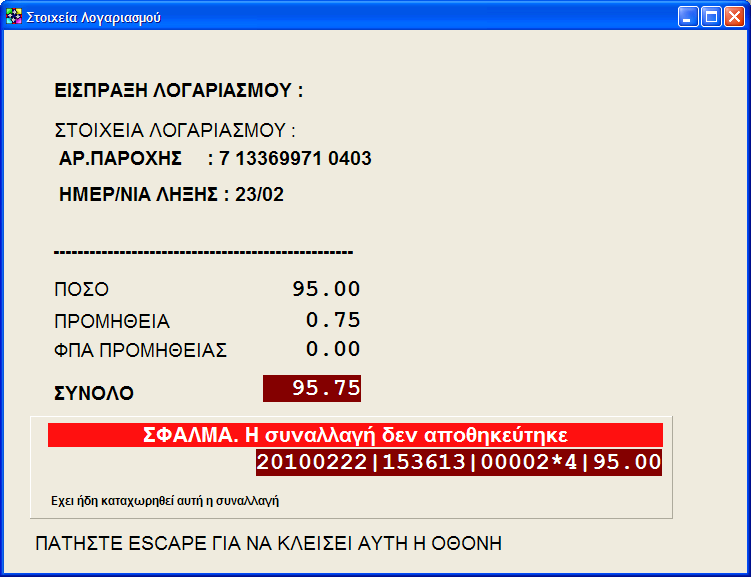 Στοιχεία Λογαριασμού
ΕΙΣΠΡΑΞΗ ΛΟΓΑΡΙΑΣΜΟΥ :
ΣΤΟΙΧΕΙΑ ΛΟΓΑΡΙΑΣΜΟΥ :
ΑΡ.ΠΑΡΟΧΗΣ : 7 13369971 0403
ΗΜΕΡ/ΝΙΑ ΛΗΞΗΣ : 23/02
--------------------------------------------------
ΠΟΣΟ 95.00
ΠΡΟΜΗΘΕΙΑ 0.75
ΦΠΑ ΠΡΟΜΗΘΕΙΑΣ 0.00
ΣΥΝΟΛΟ 95.75
ΣΦΑΛΜΑ. Η συναλλαγή δεν αποθηκεύτηκε
20100222|153613|00002*4|95.00
Εχει ήδη καταχωρηθεί αυτή η συναλλαγή
ΠΑΤΗΣΤΕ ESCAPE ΓΙΑ ΝΑ ΚΛΕΙΣΕΙ ΑΥΤΗ Η ΟΘΟΝΗ